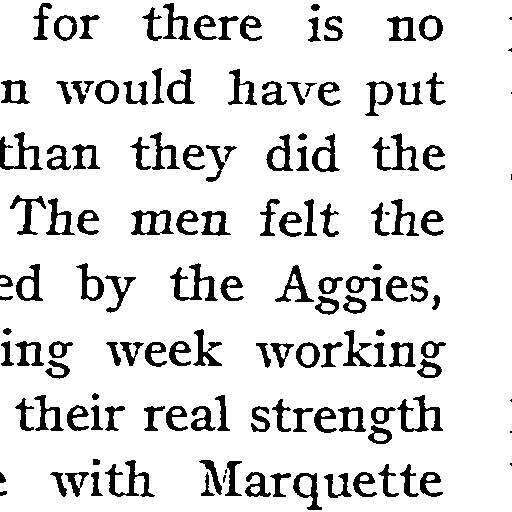 for there is no
n would have put
than they did the
The men felt the
ed by the Aggies,
ing week working
their real strength
e with Marquette